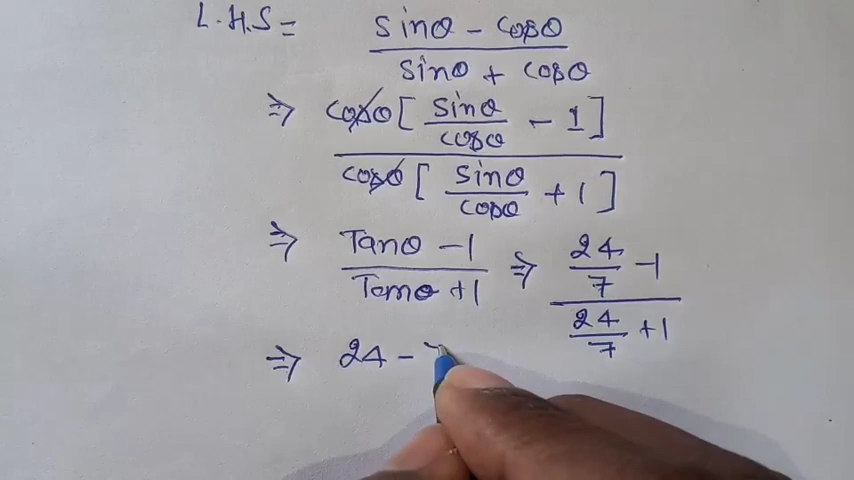 L.H.S = sinθ - cosθ / sinθ + cosθ
⇒ cosθ [ sinθ / cosθ - 1 ] / cosθ [ sinθ / cosθ + 1 ]
⇒ Tanθ - 1 / Tanθ + 1 ⇒ 24/7 - 1 / 24/7 + 1
⇒ 24 -